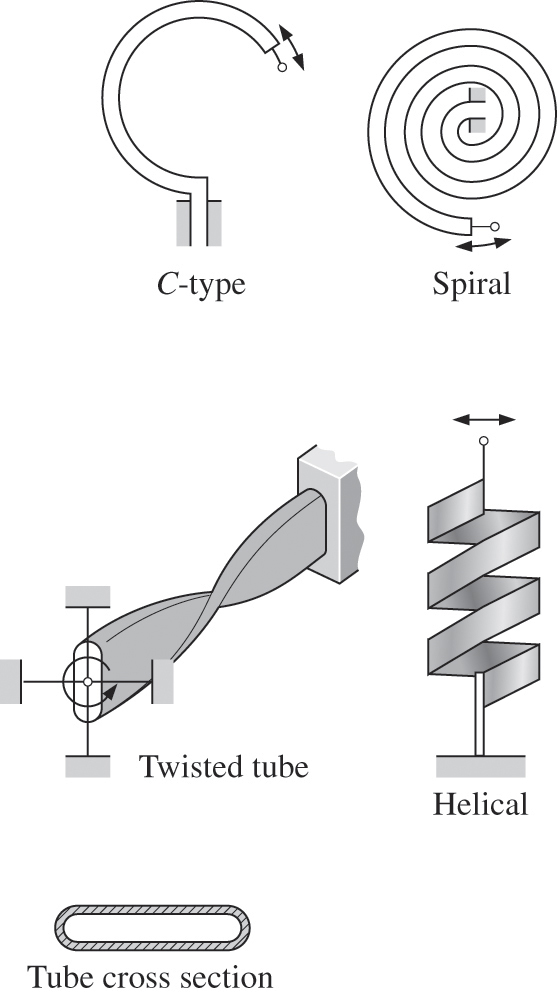 C-type
Spiral
Twisted tube
Helical
Tube cross section